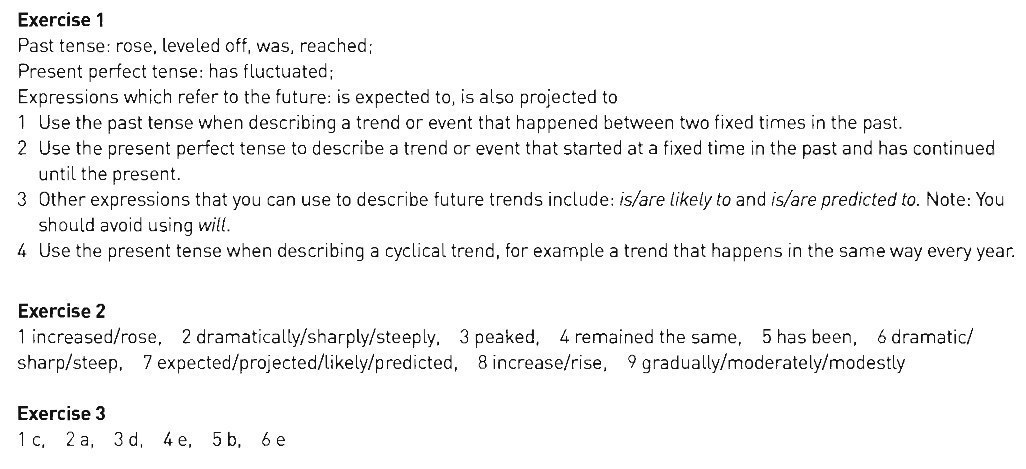 Exercise 1
Past tense: rose, leveled off, was, reached;
Present perfect tense: has fluctuated;
Expressions which refer to the future: is expected to, is also projected to
1 Use the past tense when describing a trend or event that happened between two fixed times in the past.
2 Use the present perfect tense to describe a trend or event that started at a fixed time in the past and has continued
until the present.
3 Other expressions that you can use to describe future trends include: is/are likely to and is/are predicted to. Note: You
should avoid using will.
4 Use the present tense when describing a cyclical trend, for example a trend that happens in the same way every year.
Exercise 2
1 increased/rose, 2 dramatically/sharply/steeply, 3 peaked, 4 remained the same, 5 has been, 6 dramatic/
sharp/steep, 7 expected/projected/likely/predicted, 8 increase/rise, 9 gradually/moderately/modestly
Exercise 3
1 c, 2 a, 3 d, 4 e, 5 b, 6 e